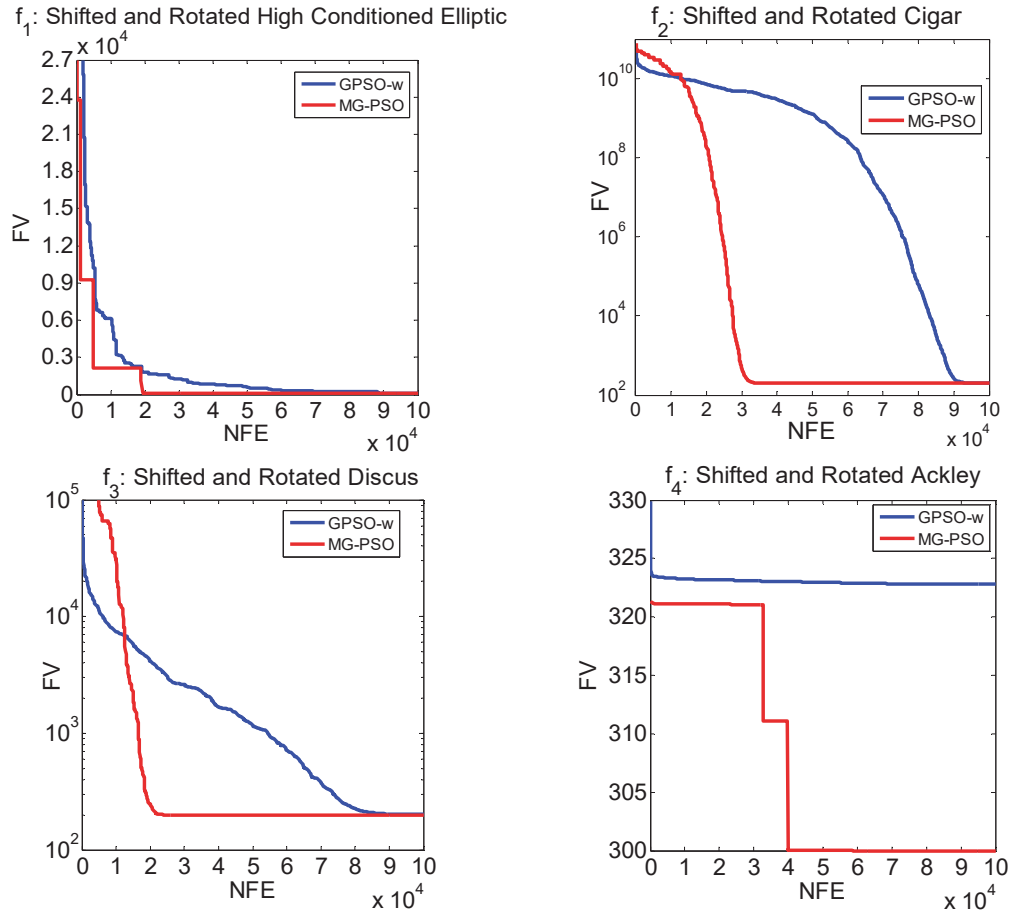 f1: Shifted and Rotated High Conditioned Elliptic
x 10^4
2.7
2.4
2.1
1.8
1.5
1.2
0.9
0.6
0.3
0
FV
GPSO-w
MG-PSO
0 1 2 3 4 5 6 7 8 9 10
NFE
x 10^4
f2: Shifted and Rotated Cigar
10^10
10^8
10^6
10^4
10^2
FV
GPSO-w
MG-PSO
0 1 2 3 4 5 6 7 8 9 10
NFE
x 10^4
f3: Shifted and Rotated Discus
10^5
10^4
10^3
10^2
FV
GPSO-w
MG-PSO
0 1 2 3 4 5 6 7 8 9 10
NFE
x 10^4
f4: Shifted and Rotated Ackley
330
325
320
315
310
305
300
FV
GPSO-w
MG-PSO
0 1 2 3 4 5 6 7 8 9 10
NFE
x 10^4